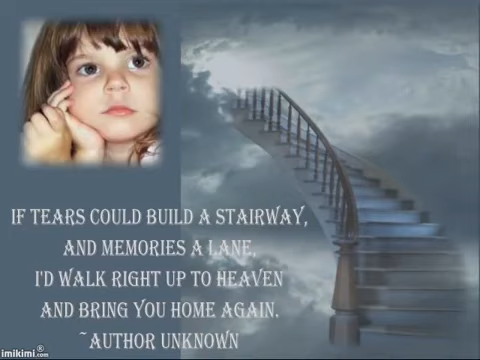 IF TEARS COULD BUILD A STAIRWAY,
AND MEMORIES A LANE,
I'D WALK RIGHT UP TO HEAVEN
AND BRING YOU HOME AGAIN.
~AUTHOR UNKNOWN
imikimi®.com